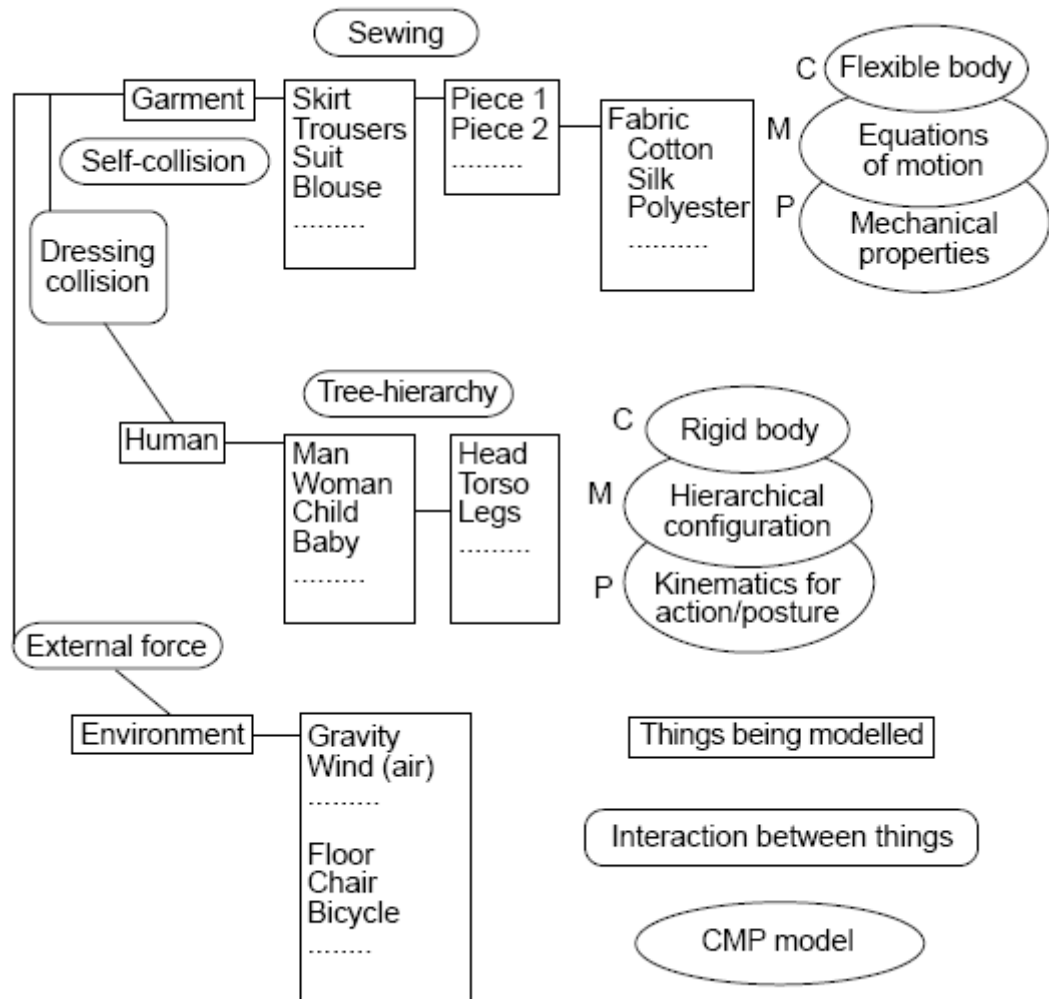 Sewing
Garment
Skirt
Trousers
Suit
Blouse
.........
Piece 1
Piece 2
.........
Fabric
Cotton
Silk
Polyester
..........
C
Flexible body
M
Equations
of motion
P
Mechanical
properties
Self-collision
Dressing
collision
Tree-hierarchy
Human
Man
Woman
Child
Baby
.........
Head
Torso
Legs
.........
C
Rigid body
M
Hierarchical
configuration
P
Kinematics for
action/posture
External force
Environment
Gravity
Wind (air)
.........
Floor
Chair
Bicycle
........
Things being modelled
Interaction between things
CMP model